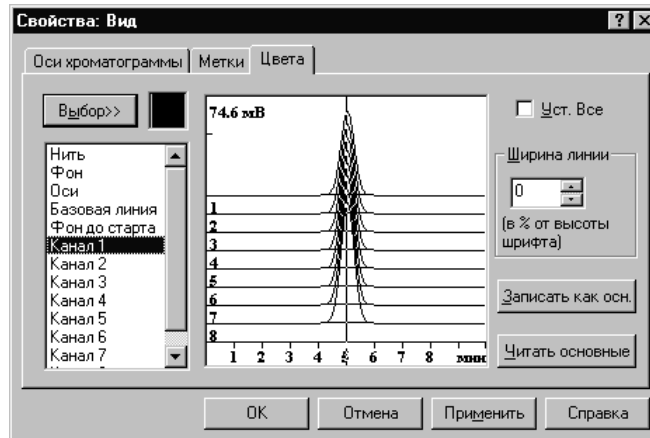 Свойства: Вид
Оси хроматограммы
Метки
Цвета
Выбор>>
Нить
Фон
Оси
Базовая линия
Фон до старта
Канал 1
Канал 2
Канал 3
Канал 4
Канал 5
Канал 6
Канал 7
74.6 мВ
1
2
3
4
5
6
7
8
1 2 3 4 5 6 7 8 мин
Уст. Все
Ширина линии
0
(в % от высоты
шрифта)
Записать как осн.
Читать основные
ОК
Отмена
Применить
Справка